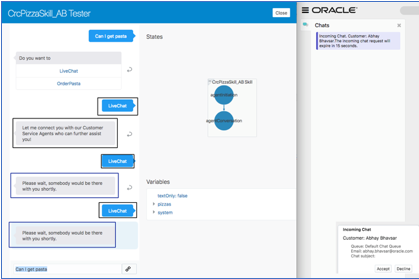 CrcPizzaSkill_AB Tester
Close
Can I get pasta
Do you want to
LiveChat
OrderPasta
LiveChat
Let me connect you with our Customer
Service Agents who can further assist
you!
LiveChat
Please wait, somebody would be there
with you shortly.
LiveChat
Please wait, somebody would be there
with you shortly.
Can I get pasta
States
CrcPizzaSkill_AB Skill
agentInitiation
agentConversation
Variables
textOnly: false
pizzas
system
ORACLE
Chats
Incoming Chat, Customer: Abhay
Bhavsar.The incoming chat request will
expire in 76 seconds.
Incoming Chat
Customer: Abhay Bhavsar
Queue: Default Chat Queue
Email: abhay.bhavsar@oracle.com
Chat subject:
Accept
Decline